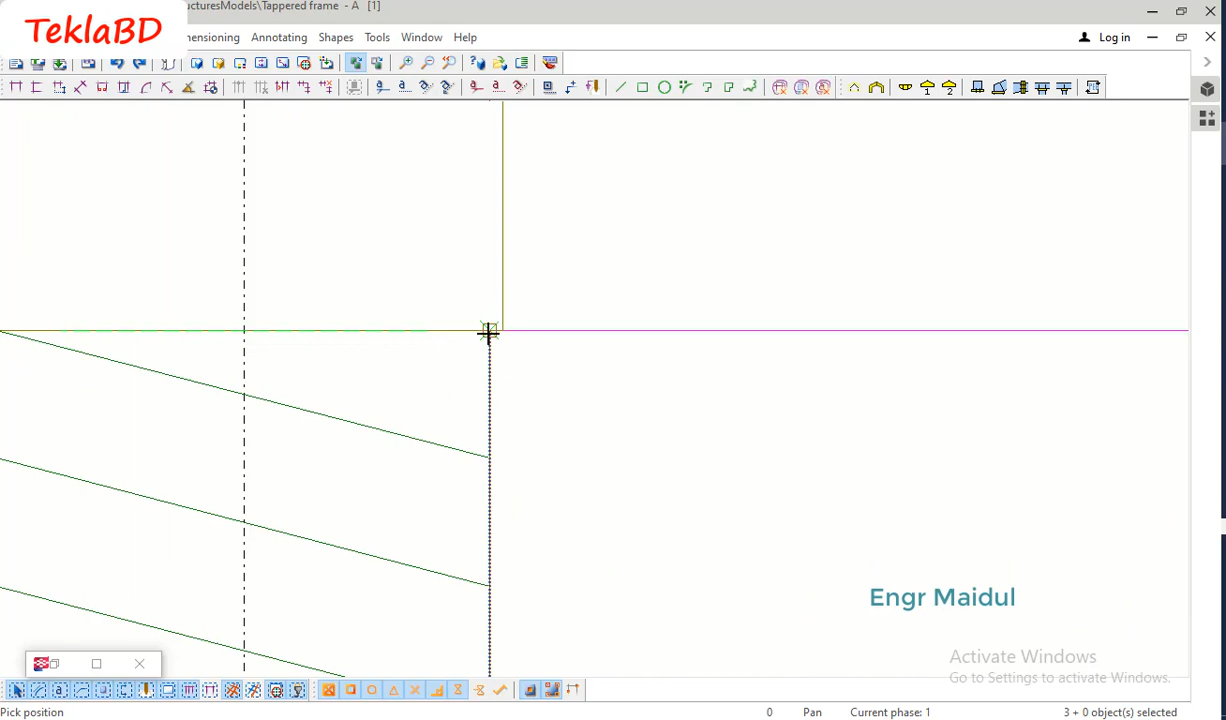 TeklaBD
ucturesModels\Tappered frame - A [1]
mensioning Annotating Shapes Tools Window Help
Log in
Engr Maidul
Activate Windows
Go to Settings to activate Windows.
Pick position
0
Pan
Current phase: 1
3 + 0 object(s) selected